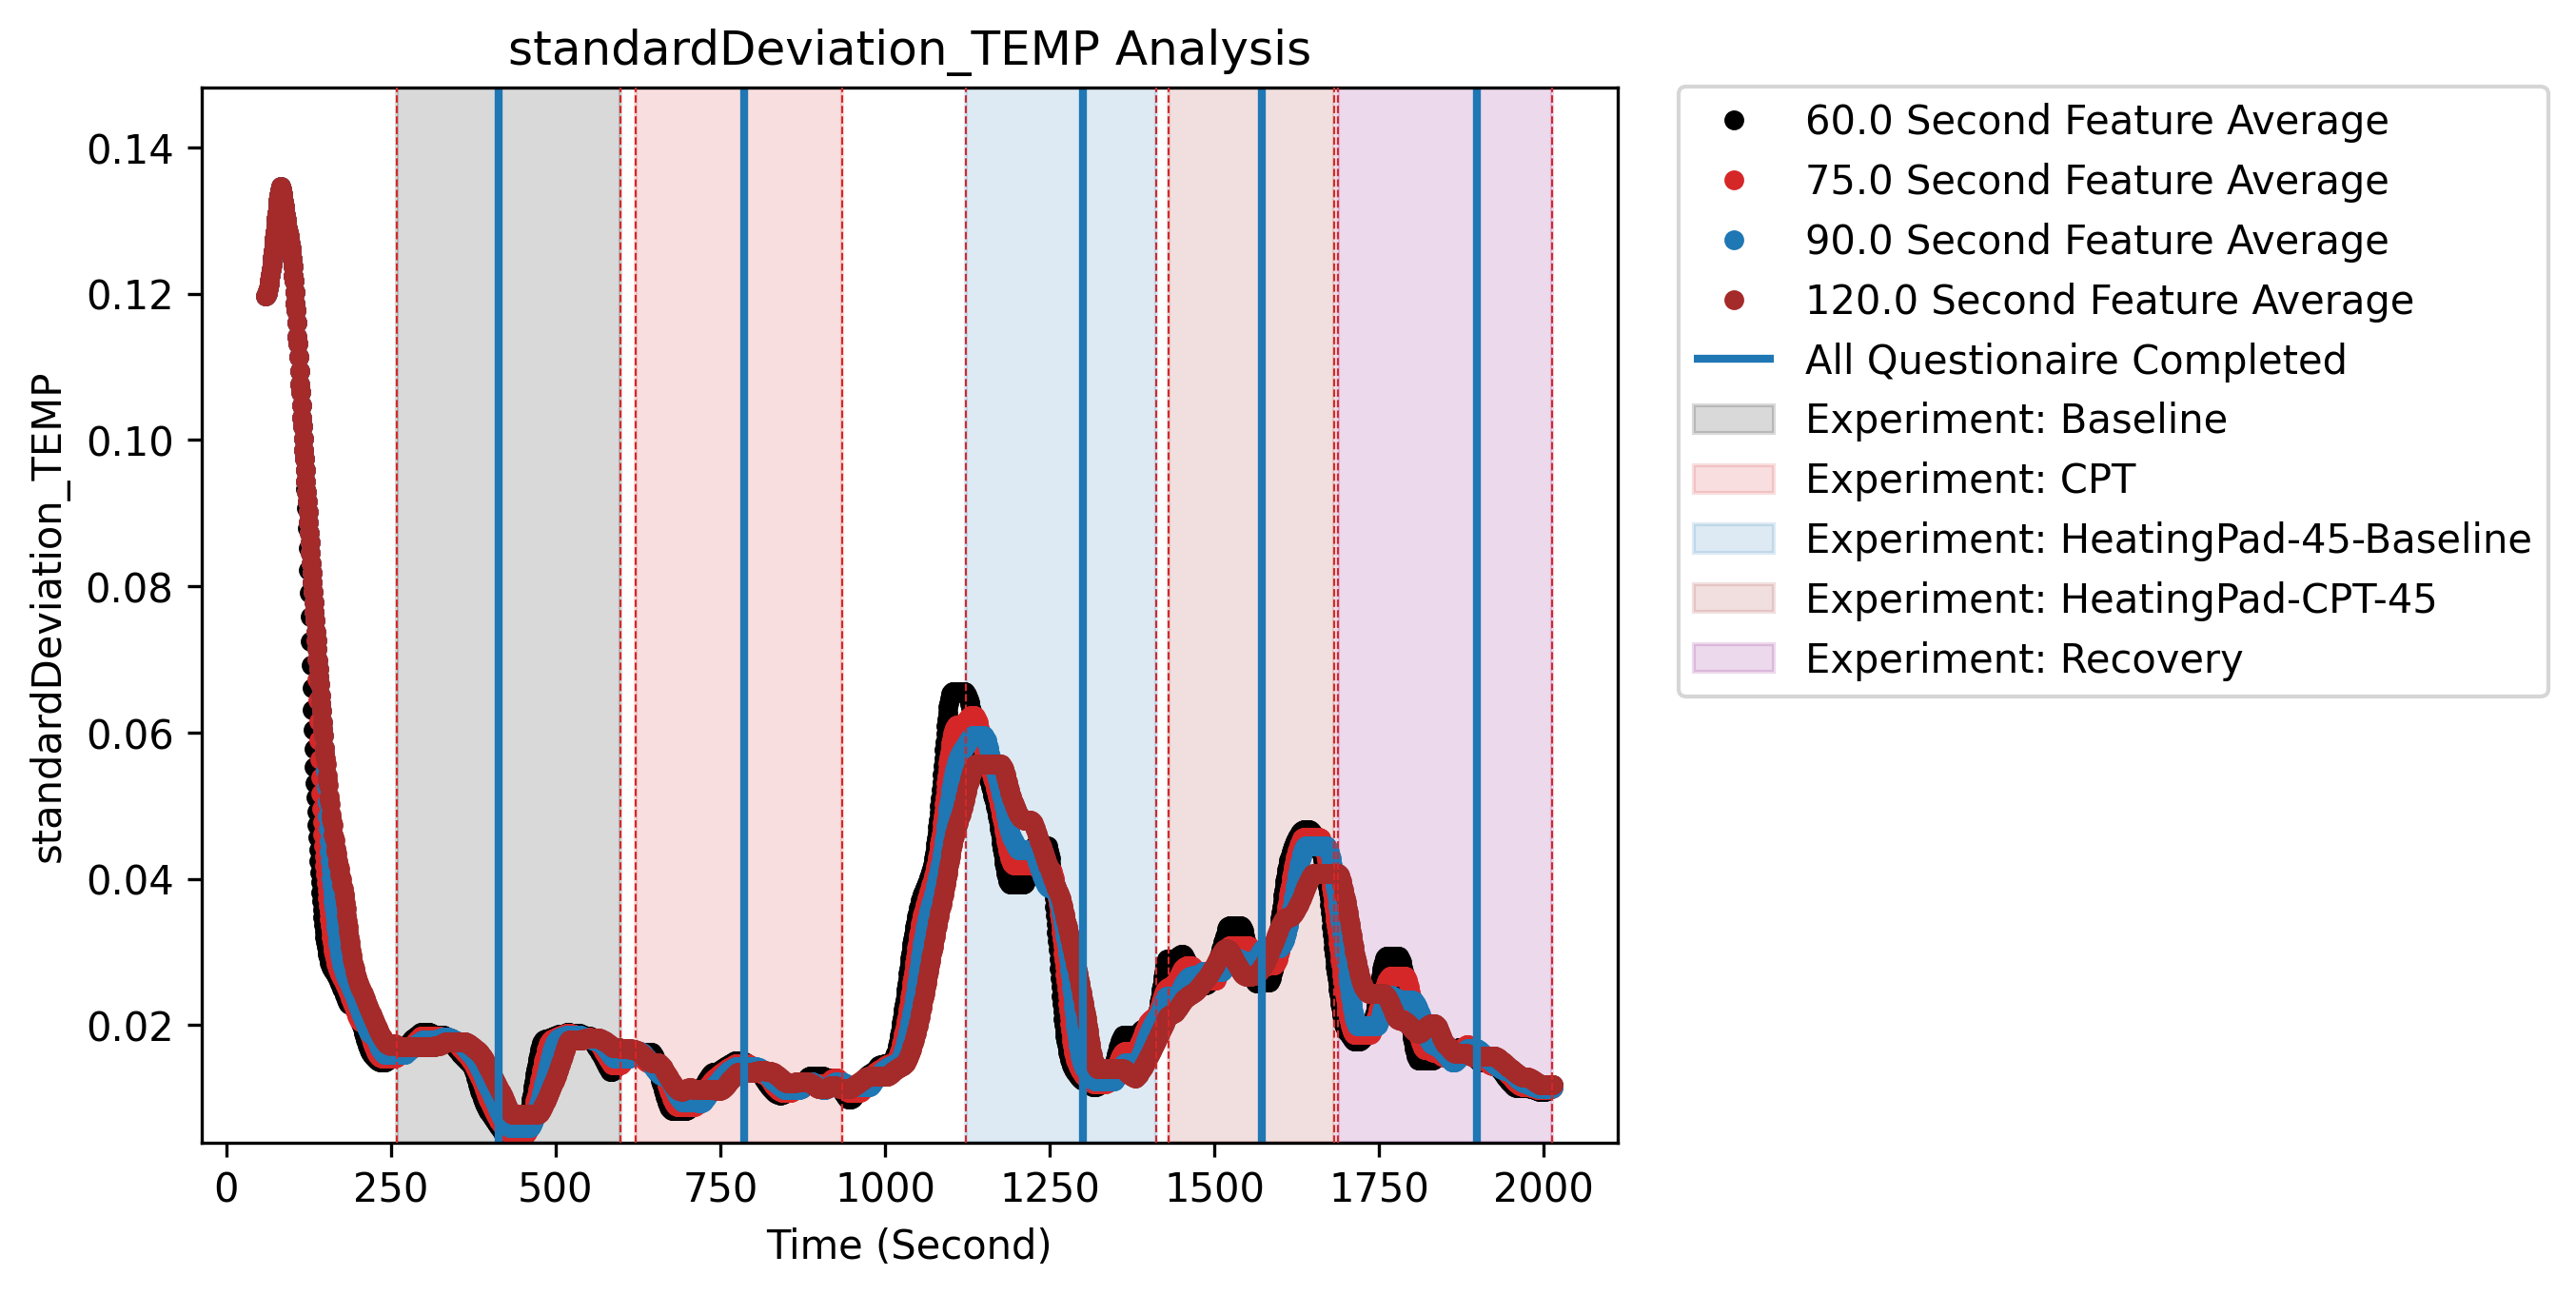 standardDeviation_TEMP Analysis
standardDeviation_TEMP
0.14
0.12
0.10
0.08
0.06
0.04
0.02
0 250 500 750 1000 1250 1500 1750 2000
Time (Second)
60.0 Second Feature Average
75.0 Second Feature Average
90.0 Second Feature Average
120.0 Second Feature Average
All Questionaire Completed
Experiment: Baseline
Experiment: CPT
Experiment: HeatingPad-45-Baseline
Experiment: HeatingPad-CPT-45
Experiment: Recovery